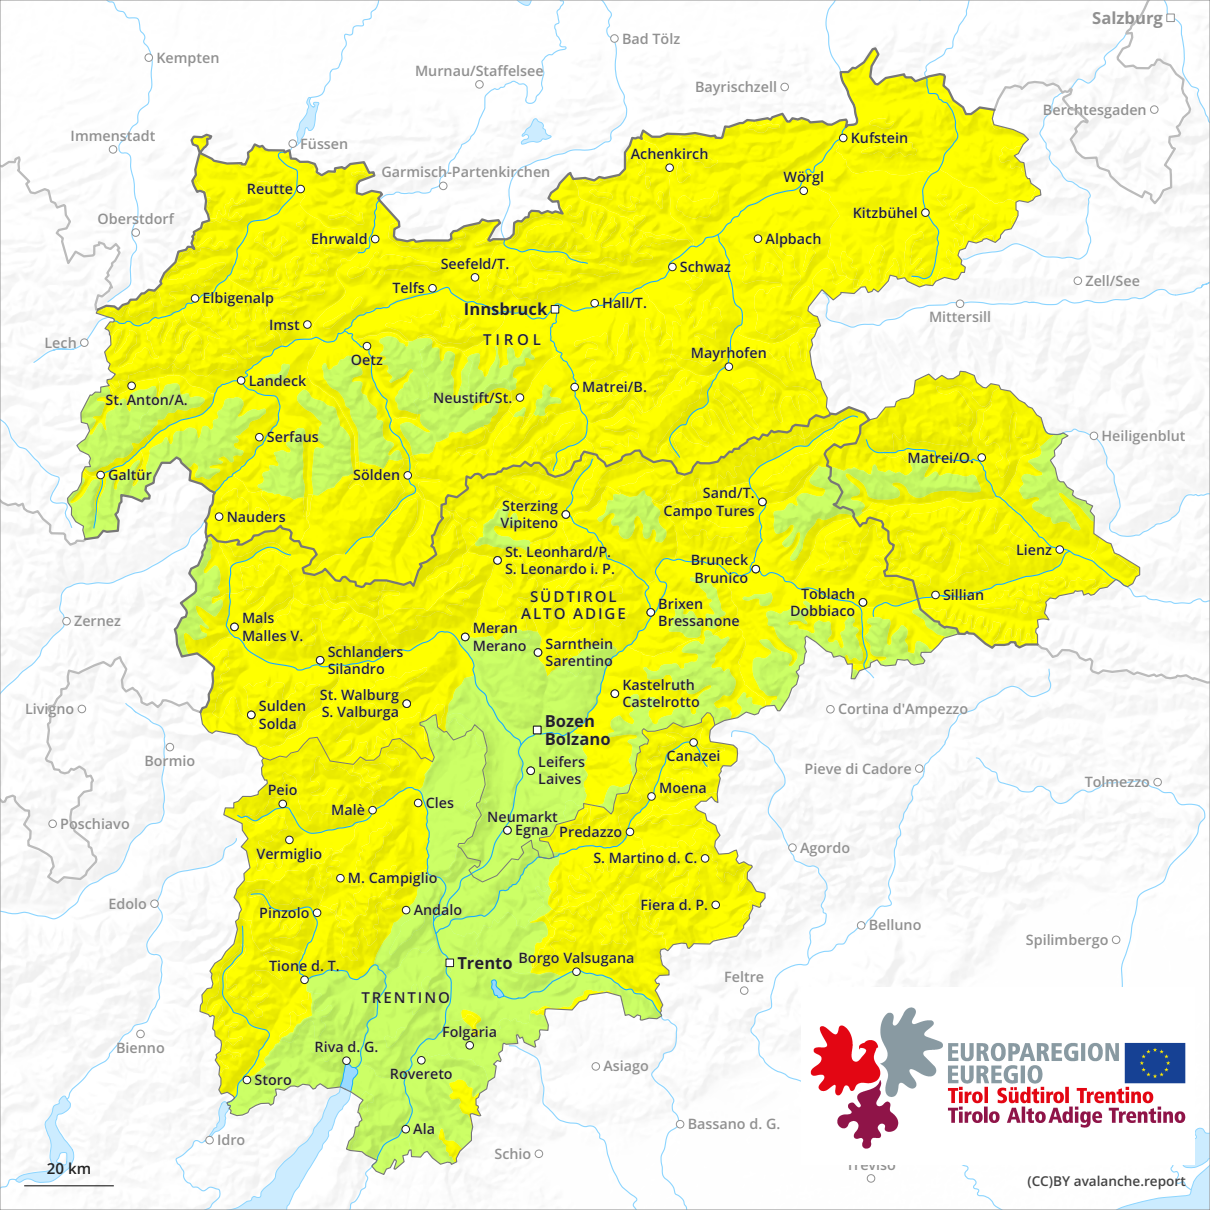 Salzburg
Bad Tölz
Kempten
Murnau/Staffelsee
Bayrischzell
Berchtesgaden
Immenstadt
Füssen
Kufstein
Achenkirch
Garmisch-Partenkirchen
Wörgl
Reutte
Oberstdorf
Kitzbühel
Ehrwald
Alpbach
Seefeld/T.
Schwaz
Zell/See
Telfs
Elbigenalp
Hall/T.
Innsbruck
Mittersill
Imst
TIROL
Lech
Oetz
Mayrhofen
Landeck
Matrei/B.
St. Anton/A.
Neustift/St.
Serfaus
Heiligenblut
Matrei/O.
Galtür
Sölden
Sand/T.
Campo Tures
Sterzing
Vipiteno
Nauders
St. Leonhard/P.
S. Leonardo i. P.
Lienz
Bruneck
Brunico
SÜDTIROL
ALTO ADIGE
Toblach
Dobbiaco
Sillian
Brixen
Bressanone
Zernez
Mals
Malles V.
Meran
Merano
Sarnthein
Sarentino
Schlanders
Silandro
Kastelruth
Castelrotto
St. Walburg
S. Valburga
Sulden
Solda
Livigno
Cortina d'Ampezzo
Bozen
Bolzano
Bormio
Canazei
Leifers
Laives
Pieve di Cadore
Tolmezzo
Peio
Moena
Malè
Cles
Neumarkt
Egna
Predazzo
Poschiavo
Vermiglio
Agordo
S. Martino d. C.
M. Campiglio
Edolo
Pinzolo
Andalo
Fiera d. P.
Belluno
Spilimbergo
Borgo Valsugana
Trento
Tione d. T.
Feltre
TRENTINO
Folgaria
Bienno
Riva d. G.
Rovereto
Asiago
Storo
EUROPAREGION
EUREGIO
Tirol Südtirol Trentino
Tirolo Alto Adige Trentino
Ala
Bassano d. G.
Idro
Schio
Treviso
20 km
(CC)BY avalanche.report